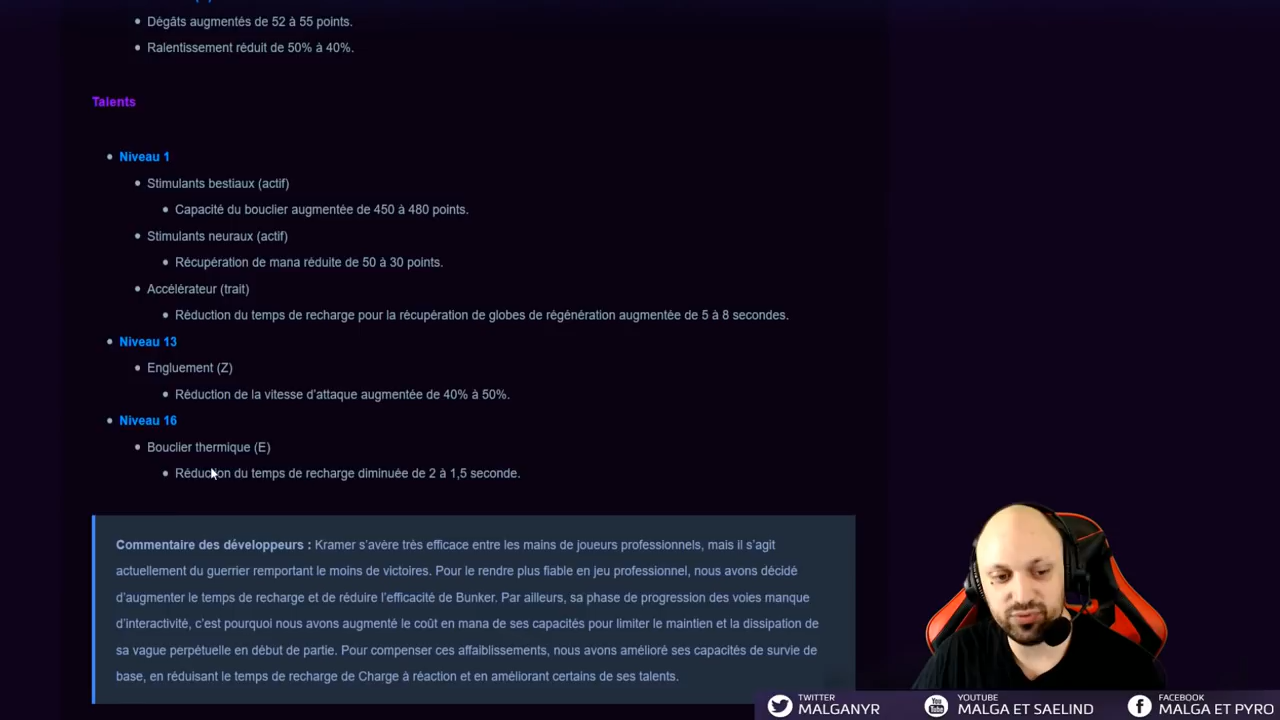 Dégâts augmentés de 52 à 55 points.
Ralentissement réduit de 50% à 40%.
Talents
Niveau 1
Stimulants bestiaux (actif)
Capacité du bouclier augmentée de 450 à 480 points.
Stimulants neuraux (actif)
Récupération de mana réduite de 50 à 30 points.
Accélérateur (trait)
Réduction du temps de recharge pour la récupération de globes de régénération augmentée de 5 à 8 secondes.
Niveau 13
Engluement (Z)
Réduction de la vitesse d'attaque augmentée de 40% à 50%.
Niveau 16
Bouclier thermique (E)
Réduction du temps de recharge diminuée de 2 à 1,5 seconde.
Commentaire des développeurs : Kramer s'avère très efficace entre les mains de joueurs professionnels, mais il s'agit
actuellement du guerrier remportant le moins de victoires. Pour le rendre plus fiable en jeu professionnel, nous avons décidé
d'augmenter le temps de recharge et de réduire l'efficacité de Bunker. Par ailleurs, sa phase de progression des voies manque
d'interactivité, c'est pourquoi nous avons augmenté le coût en mana de ses capacités pour limiter le maintien et la dissipation de
sa vague perpétuelle en début de partie. Pour compenser ces affaiblissements, nous avons amélioré ses capacités de survie de
base, en réduisant le temps de recharge de Charge à réaction et en améliorant certains de ses talents.
TWITTER
MALGANYR
YOUTUBE
MALGA ET SAELIND
FACEBOOK
MALGA ET PYRO